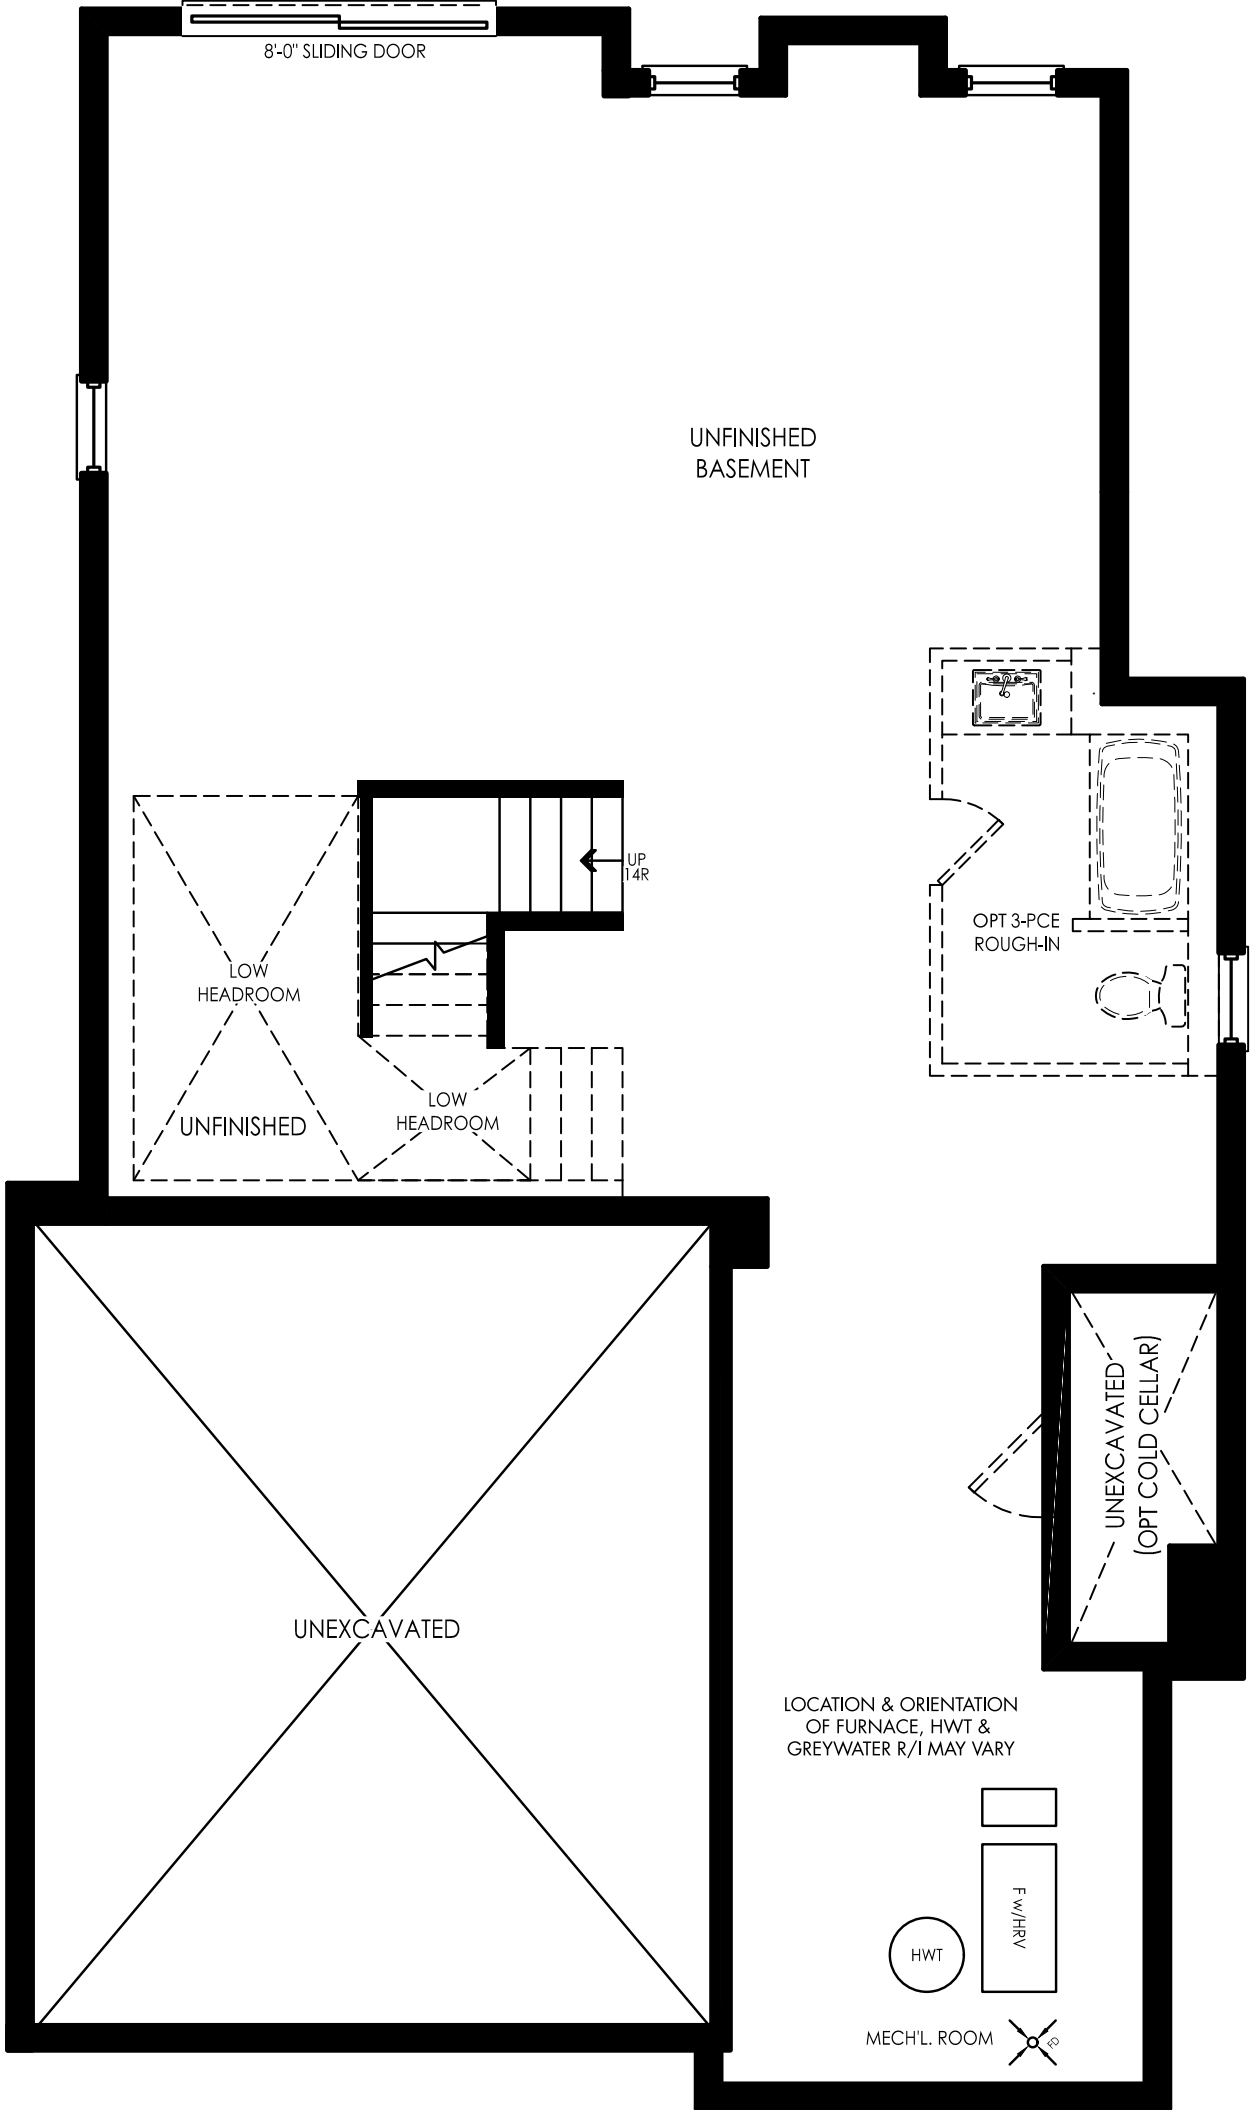 8'-0" SLIDING DOOR
UNFINISHED
BASEMENT
UP
14R
OPT 3-PCE
ROUGH-IN
LOW
HEADROOM
LOW
HEADROOM
UNFINISHED
UNEXCAVATED
(OPT COLD CELLAR)
UNEXCAVATED
LOCATION & ORIENTATION
OF FURNACE, HWT &
GREYWATER R/I MAY VARY
F w/HRV
HWT
MECH'L. ROOM
FD